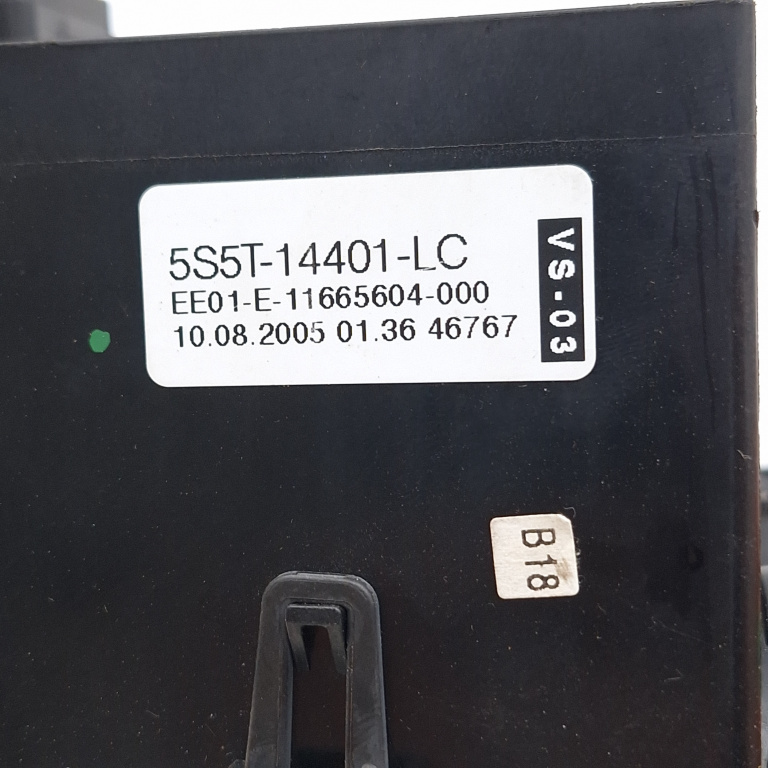 5S5T-14401-LC
EE01-E-11665604-000
10.08.2005 01.36 46767
VS-03
B18